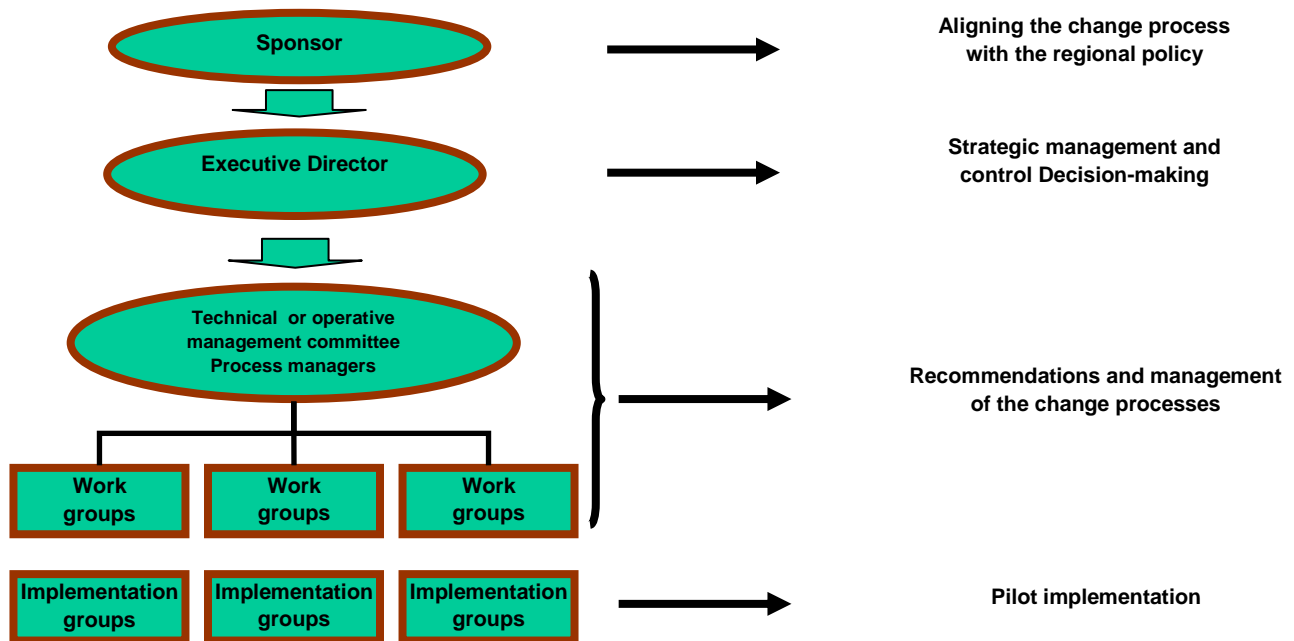 Sponsor
Aligning the change process
with the regional policy
Executive Director
Strategic management and
control Decision-making
Technical or operative
management committee
Process managers
Recommendations and management
of the change processes
Work
groups
Work
groups
Work
groups
Implementation
groups
Implementation
groups
Implementation
groups
Pilot implementation